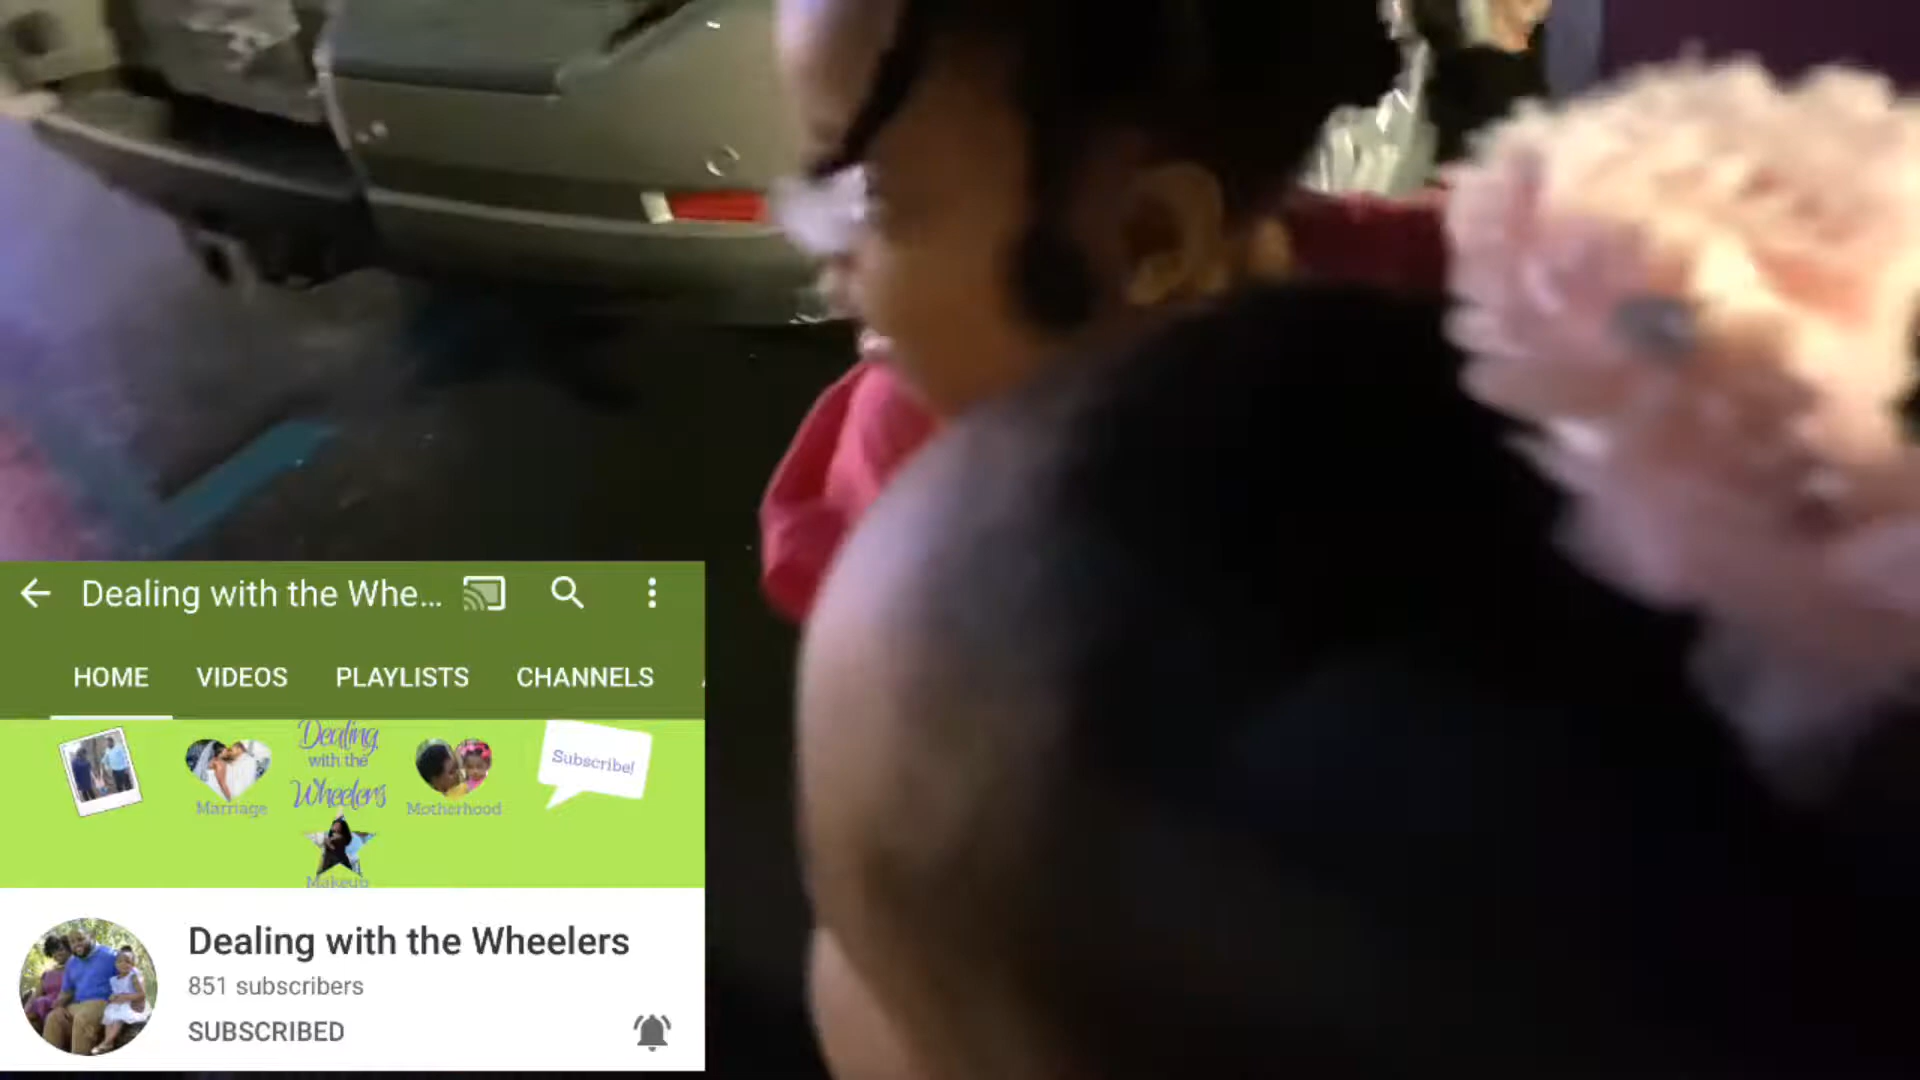 Dealing with the Whe...
HOME VIDEOS PLAYLISTS CHANNELS
Dealing
with the
Wheelers
Marriage
Motherhood
Subscribe!
Makeup
Dealing with the Wheelers
851 subscribers
SUBSCRIBED